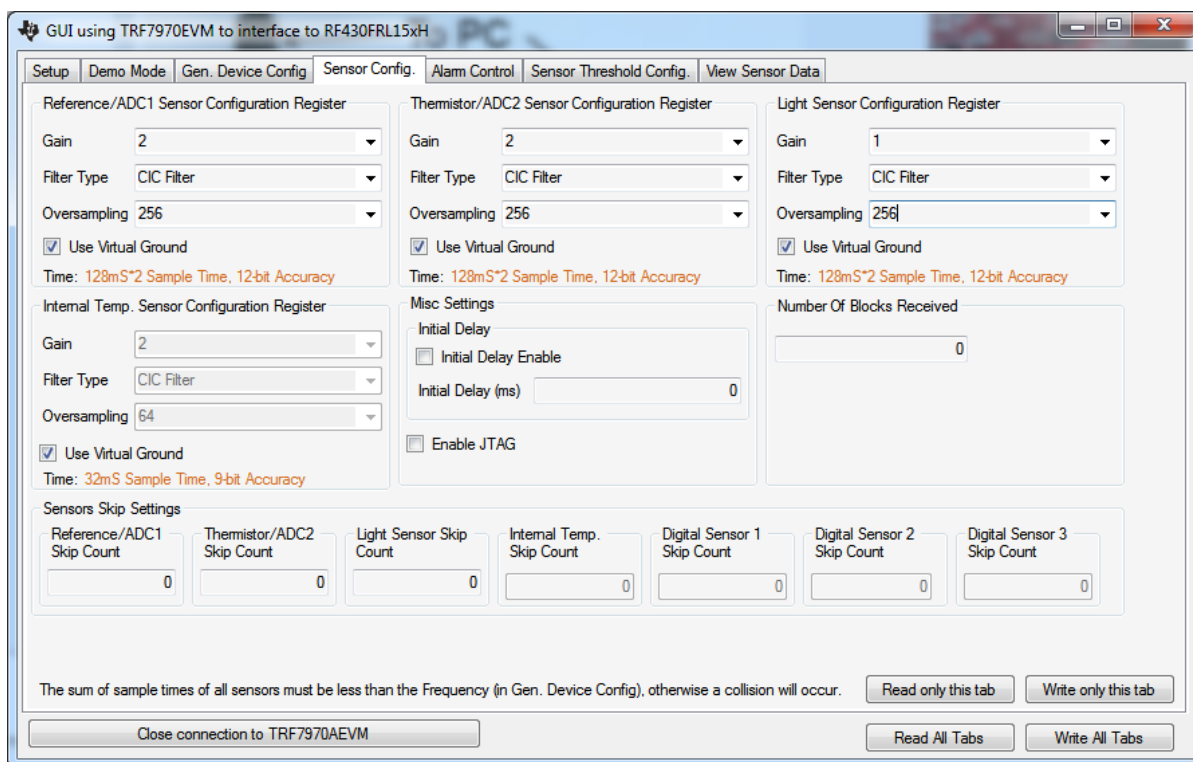 GUI using TRF7970EVM to interface to RF430FRL15xH
To PC
Setup Demo Mode Gen. Device Config Sensor Config. Alarm Control Sensor Threshold Config. View Sensor Data
Reference/ADC1 Sensor Configuration Register
Gain 2
Filter Type CIC Filter
Oversampling 256
Use Virtual Ground
Time: 128mS*2 Sample Time, 12-bit Accuracy
Thermistor/ADC2 Sensor Configuration Register
Gain 2
Filter Type CIC Filter
Oversampling 256
Use Virtual Ground
Time: 128mS*2 Sample Time, 12-bit Accuracy
Light Sensor Configuration Register
Gain 1
Filter Type CIC Filter
Oversampling 256
Use Virtual Ground
Time: 128mS*2 Sample Time, 12-bit Accuracy
Internal Temp. Sensor Configuration Register
Gain 2
Filter Type CIC Filter
Oversampling 64
Use Virtual Ground
Time: 32mS Sample Time, 9-bit Accuracy
Misc Settings
Initial Delay
Initial Delay Enable
Initial Delay (ms) 0
Enable JTAG
Number Of Blocks Received
0
Sensors Skip Settings
Reference/ADC1
Skip Count
0
Thermistor/ADC2
Skip Count
0
Light Sensor Skip
Count
0
Internal Temp.
Skip Count
0
Digital Sensor 1
Skip Count
0
Digital Sensor 2
Skip Count
0
Digital Sensor 3
Skip Count
0
The sum of sample times of all sensors must be less than the Frequency (in Gen. Device Config), otherwise a collision will occur.
Read only this tab Write only this tab
Close connection to TRF7970AEVM
Read All Tabs Write All Tabs